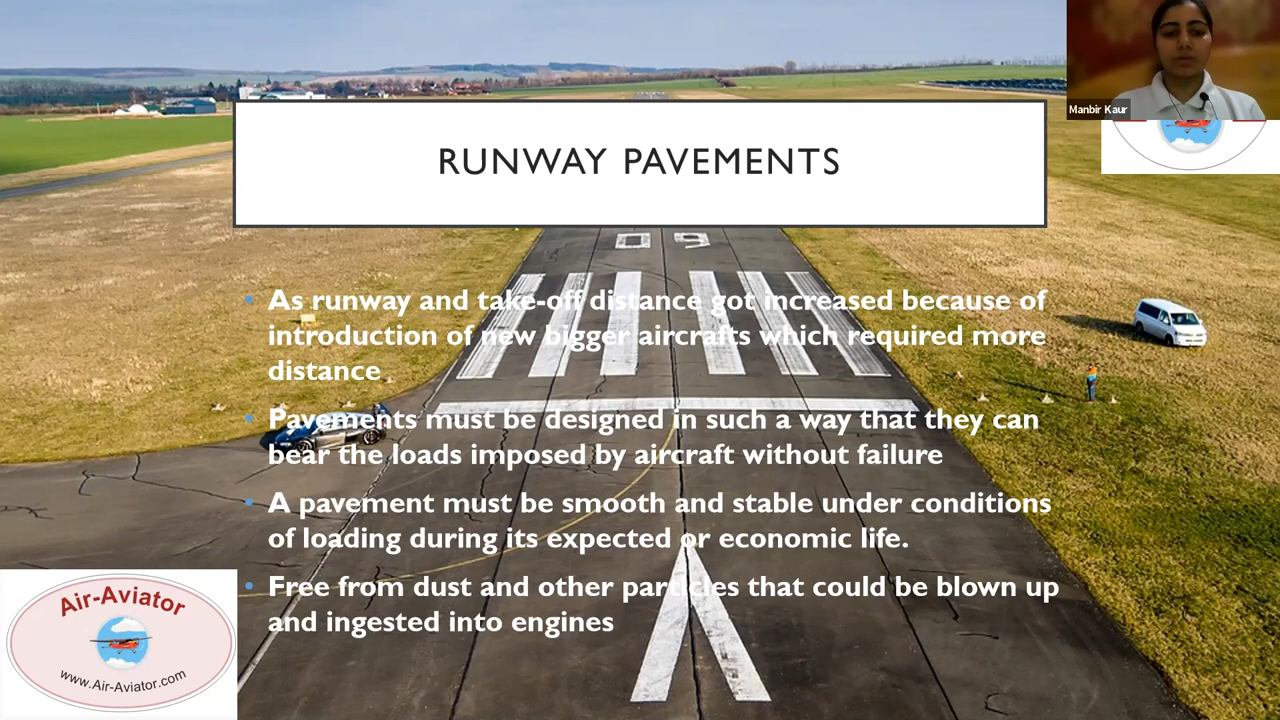 Manbir Kaur
RUNWAY PAVEMENTS
09
• As runway and take-off distance got increased because of
introduction of new bigger aircrafts which required more
distance
• Pavements must be designed in such a way that they can
bear the loads imposed by aircraft without failure
• A pavement must be smooth and stable under conditions
of loading during its expected or economic life.
• Free from dust and other particles that could be blown up
and ingested into engines
Air-Aviator
www.Air-Aviator.com